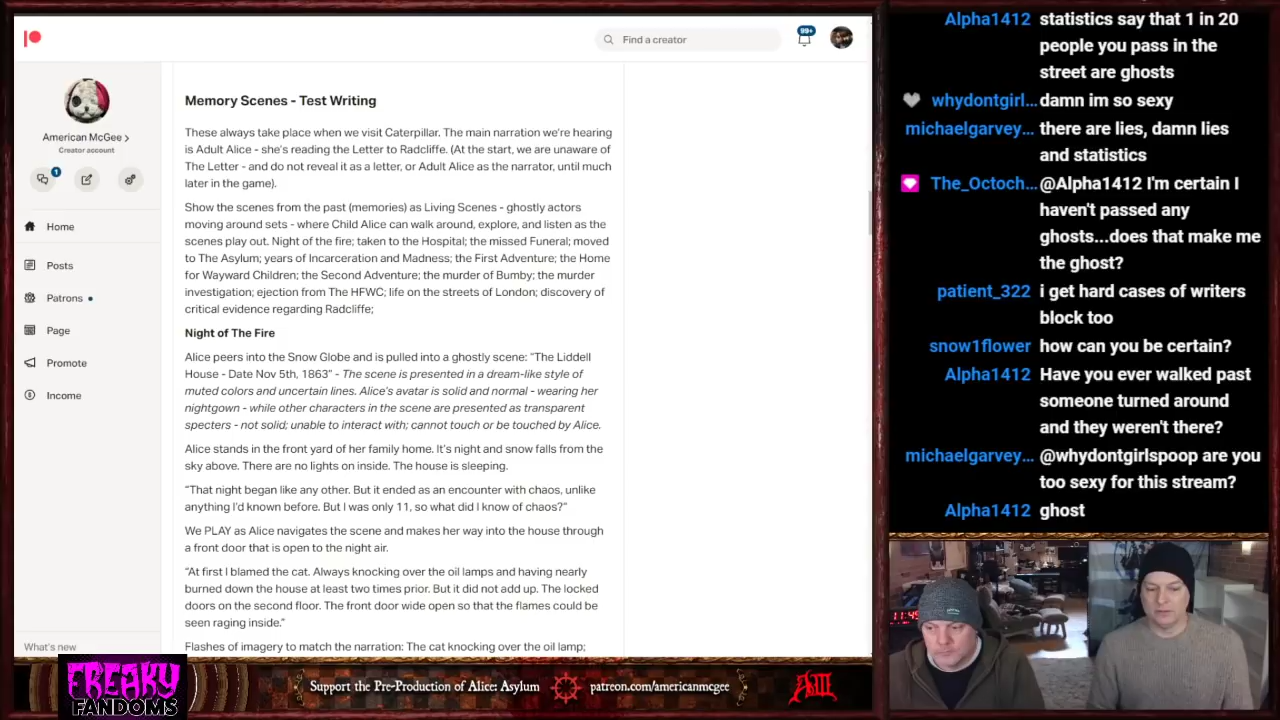 Find a creator
99+
American McGee
Creator account
1
Home
Posts
Patrons
Page
Promote
Income
What's new
Memory Scenes - Test Writing
These always take place when we visit Caterpillar. The main narration we're hearing
is Adult Alice - she's reading the Letter to Radcliffe. (At the start, we are unaware of
The Letter - and do not reveal it as a letter, or Adult Alice as the narrator, until much
later in the game).
Show the scenes from the past (memories) as Living Scenes - ghostly actors
moving around sets - where Child Alice can walk around, explore, and listen as the
scenes play out. Night of the fire; taken to the Hospital; the missed Funeral; moved
to The Asylum; years of Incarceration and Madness; the First Adventure; the Home
for Wayward Children; the Second Adventure; the murder of Bumby; the murder
investigation; ejection from The HFWC; life on the streets of London; discovery of
critical evidence regarding Radcliffe;
Night of The Fire
Alice peers into the Snow Globe and is pulled into a ghostly scene: “The Liddell
House - Date Nov 5th, 1863” - The scene is presented in a dream-like style of
muted colors and uncertain lines. Alice's avatar is solid and normal - wearing her
nightgown - while other characters in the scene are presented as transparent
specters - not solid; unable to interact with; cannot touch or be touched by Alice.
Alice stands in the front yard of her family home. It's night and snow falls from the
sky above. There are no lights on inside. The house is sleeping.
“That night began like any other. But it ended as an encounter with chaos, unlike
anything I'd known before. But I was only 11, so what did I know of chaos?”
We PLAY as Alice navigates the scene and makes her way into the house through
a front door that is open to the night air.
“At first I blamed the cat. Always knocking over the oil lamps and having nearly
burned down the house at least two times prior. But it did not add up. The locked
doors on the second floor. The front door wide open so that the flames could be
seen raging inside.”
Flashes of imagery to match the narration: The cat knocking over the oil lamp;
Alpha1412 statistics say that 1 in 20
people you pass in the
street are ghosts
whydontgirl... damn im so sexy
michaelgarvey... there are lies, damn lies
and statistics
The_Octoch... @Alpha1412 I'm certain I
haven't passed any
ghosts...does that make me
the ghost?
patient_322 i get hard cases of writers
block too
snow1flower how can you be certain?
Alpha1412 Have you ever walked past
someone turned around
and they weren't there?
michaelgarvey... @whydontgirlspoop are you
too sexy for this stream?
Alpha1412 ghost
FREAKY
FANDOMS
Support the Pre-Production of Alice: Asylum
patreon.com/americanmcgee